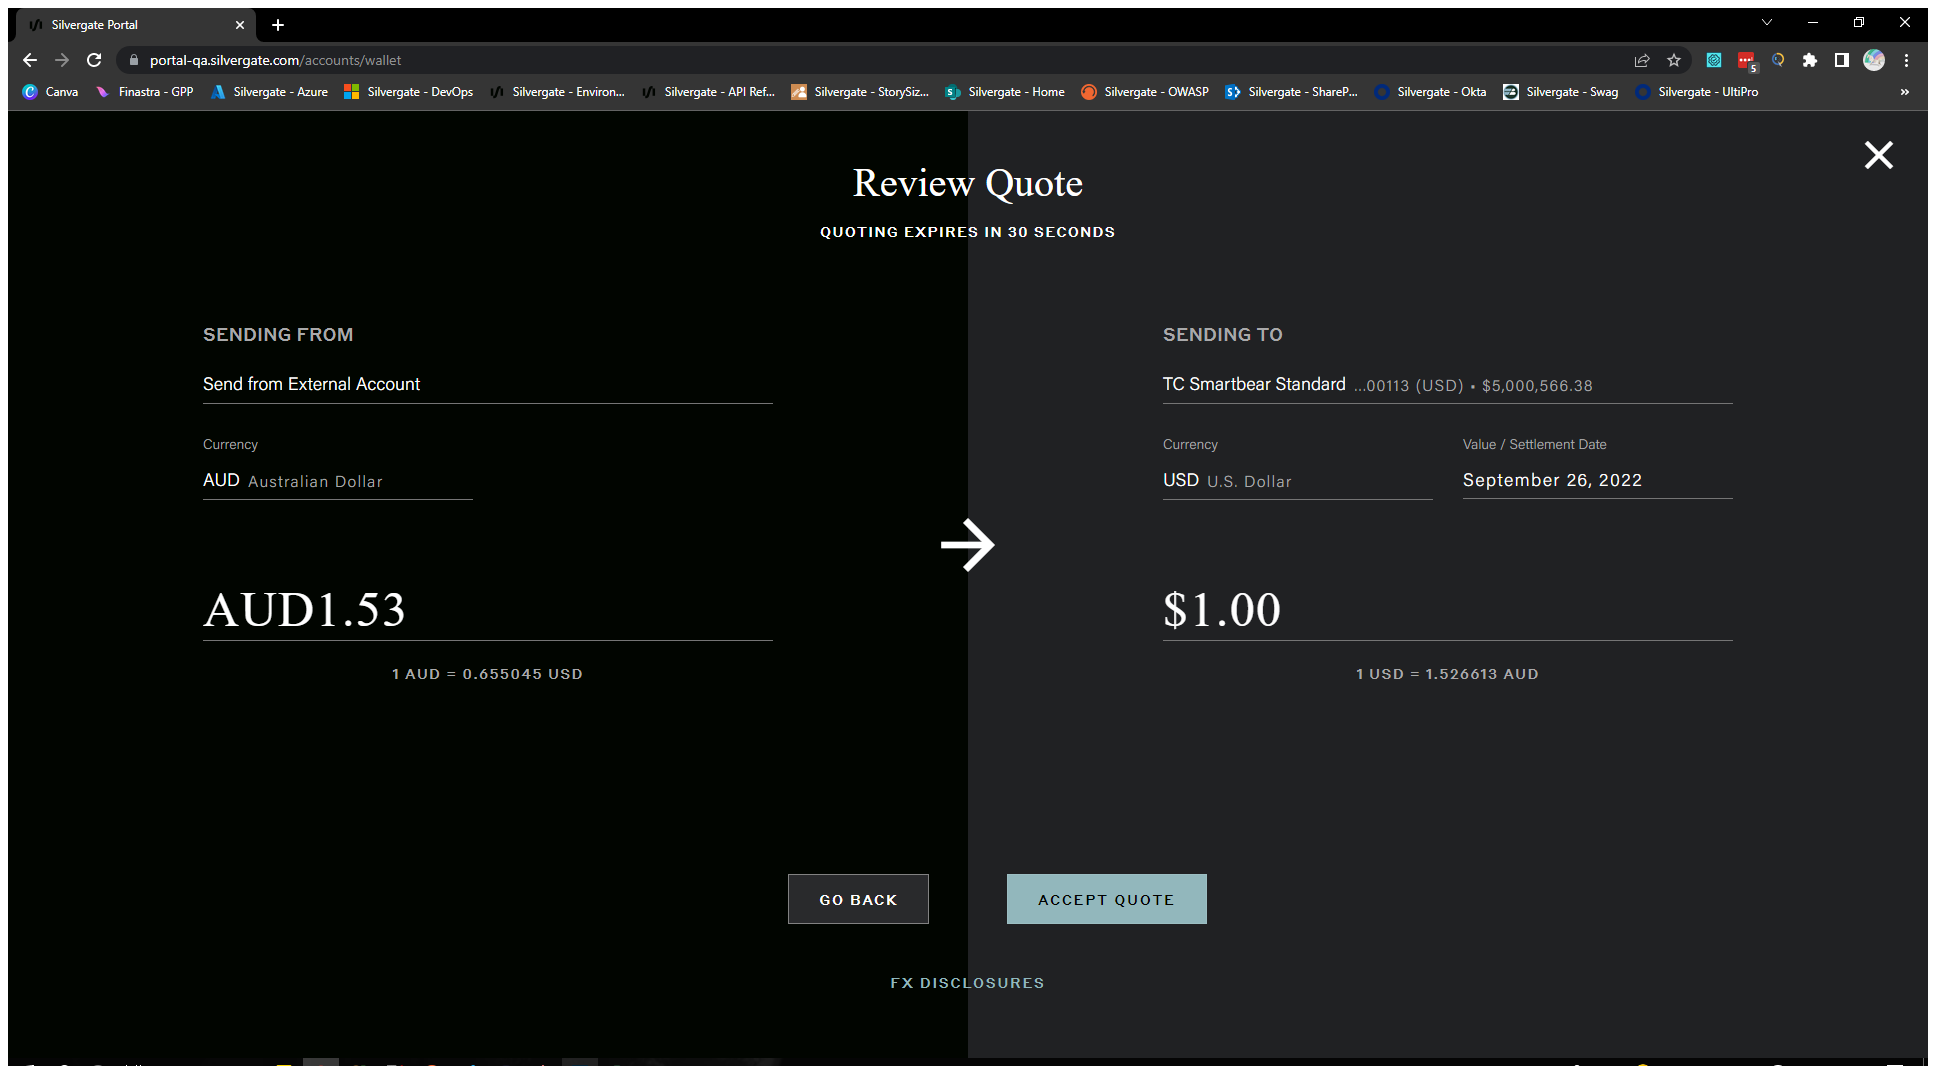 Silvergate Portal
portal-qa.silvergate.com/accounts/wallet
5
Canva Finastra - GPP Silvergate - Azure Silvergate - DevOps Silvergate - Environ... Silvergate - API Ref... Silvergate - StorySiz... Silvergate - Home Silvergate - OWASP Silvergate - ShareP... Silvergate - Okta Silvergate - Swag Silvergate - UltiPro »
Review Quote
QUOTING EXPIRES IN 30 SECONDS
SENDING FROM
Send from External Account
Currency
AUD Australian Dollar
AUD1.53
1 AUD = 0.655045 USD
SENDING TO
TC Smartbear Standard ...00113 (USD) • $5,000,566.38
Currency Value / Settlement Date
USD U.S. Dollar September 26, 2022
$1.00
1 USD = 1.526613 AUD
GO BACK ACCEPT QUOTE
FX DISCLOSURES